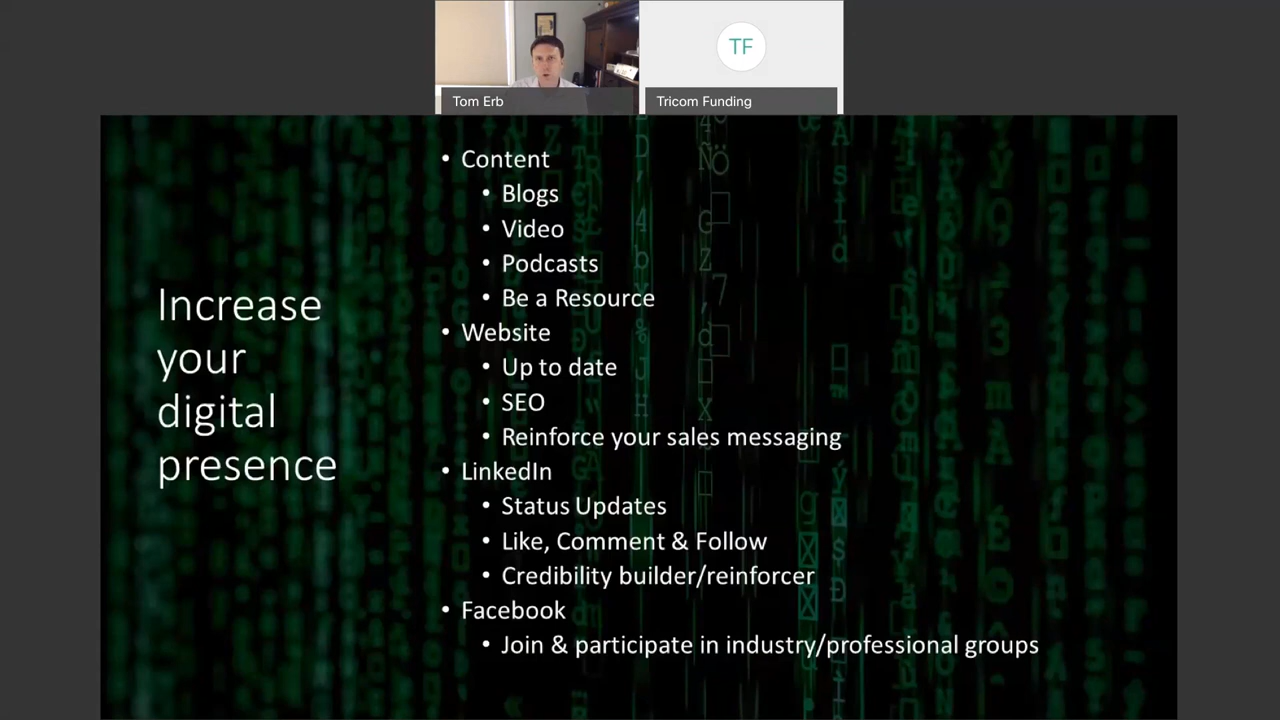 TF
Tom Erb
Tricom Funding
Increase
your
digital
presence
• Content
• Blogs
• Video
• Podcasts
• Be a Resource
• Website
• Up to date
• SEO
• Reinforce your sales messaging
• LinkedIn
• Status Updates
• Like, Comment & Follow
• Credibility builder/reinforcer
• Facebook
• Join & participate in industry/professional groups